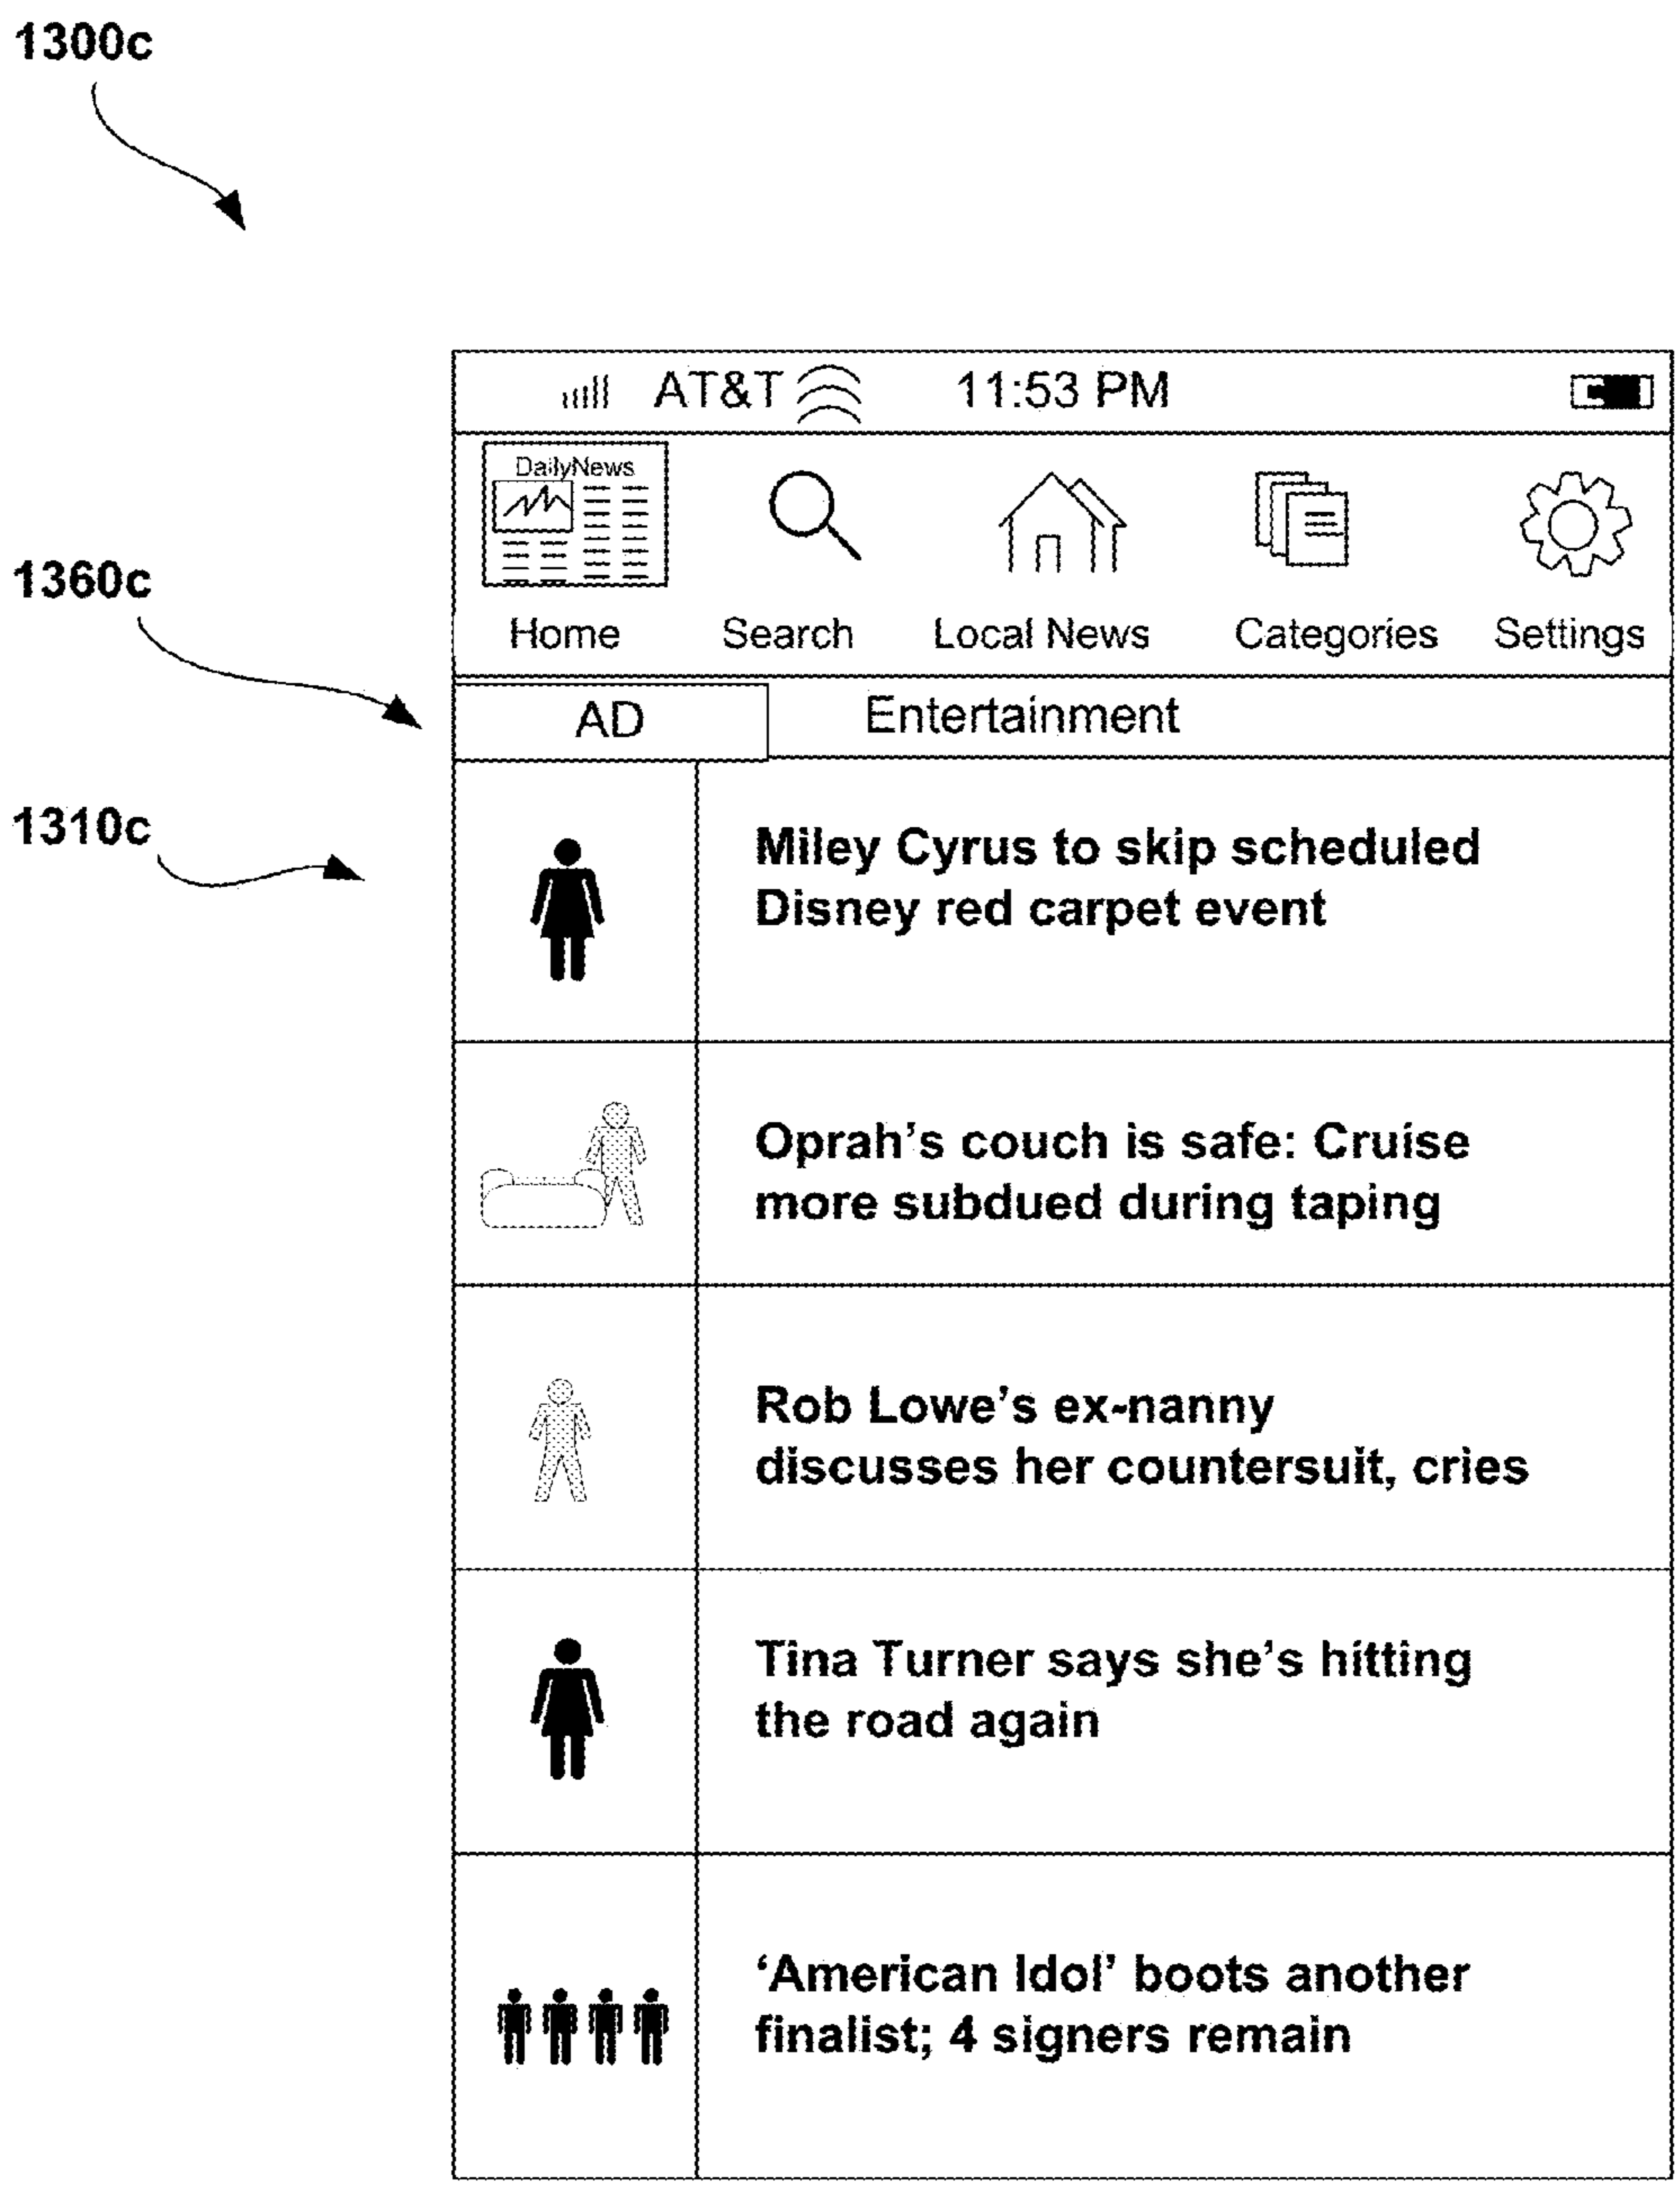 1300c
AT&T 11:53 PM
DailyNews
1360c
Home Search Local News Categories Settings
AD Entertainment
1310c
Miley Cyrus to skip scheduled
Disney red carpet event
Oprah’s couch is safe: Cruise
more subdued during taping
Rob Lowe’s ex-nanny
discusses her countersuit, cries
Tina Turner says she’s hitting
the road again
‘American Idol’ boots another
finalist; 4 signers remain